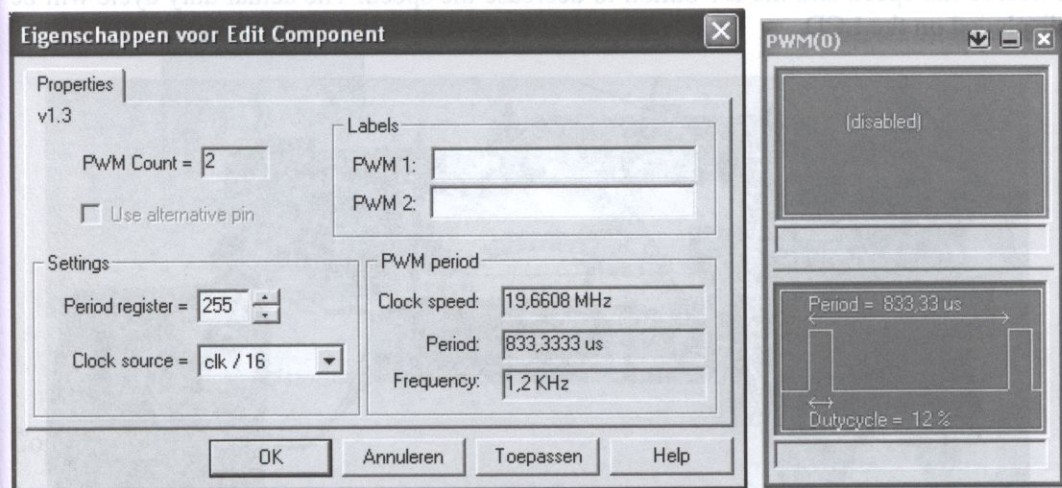 Eigenschappen voor Edit Component
Properties
v1.3
PWM Count = 2
Use alternative pin
Labels
PWM 1:
PWM 2:
Settings
Period register = 255
Clock source = clk / 16
PWM period
Clock speed: 19,6608 MHz
Period: 833,3333 us
Frequency: 1,2 KHz
OK
Annuleren
Toepassen
Help
PWM(0)
(disabled)
Period = 833,33 us
Dutycycle = 12 %